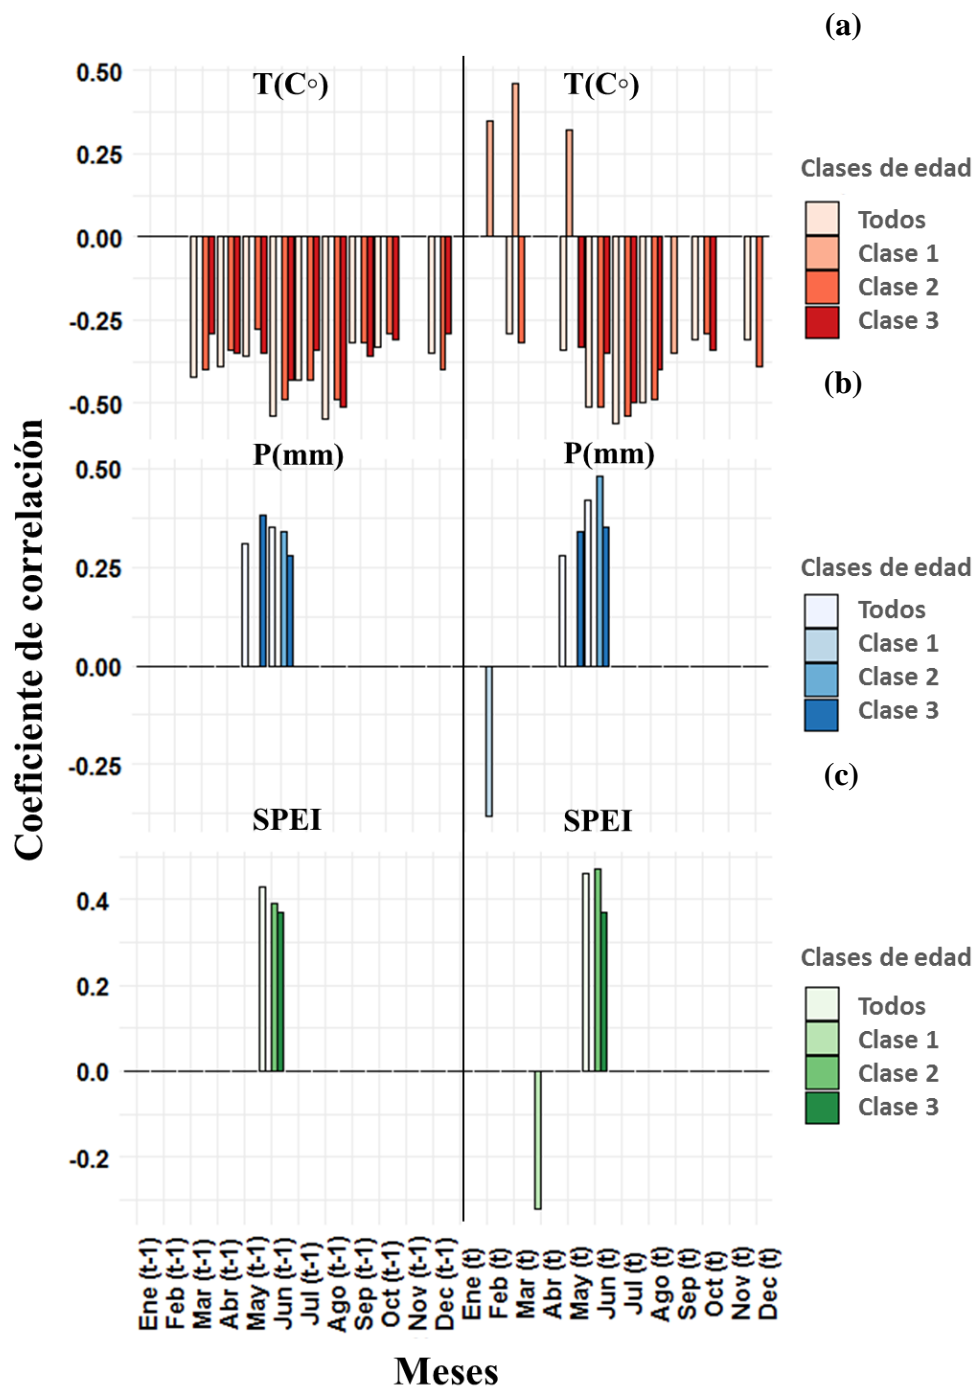 (a)
T(C◦)
T(C◦)
0.50
0.25
0.00
-0.25
-0.50
Clases de edad
Todos
Clase 1
Clase 2
Clase 3
(b)
P(mm)
P(mm)
0.50
0.25
0.00
-0.25
Clases de edad
Todos
Clase 1
Clase 2
Clase 3
(c)
SPEI
SPEI
0.4
0.2
0.0
-0.2
Clases de edad
Todos
Clase 1
Clase 2
Clase 3
Coeficiente de correlación
Ene (t-1)
Feb (t-1)
Mar (t-1)
Abr (t-1)
May (t-1)
Jun (t-1)
Jul (t-1)
Ago (t-1)
Sep (t-1)
Oct (t-1)
Nov (t-1)
Dec (t-1)
Ene (t)
Feb (t)
Mar (t)
Abr (t)
May (t)
Jun (t)
Jul (t)
Ago (t)
Sep (t)
Oct (t)
Nov (t)
Dec (t)
Meses